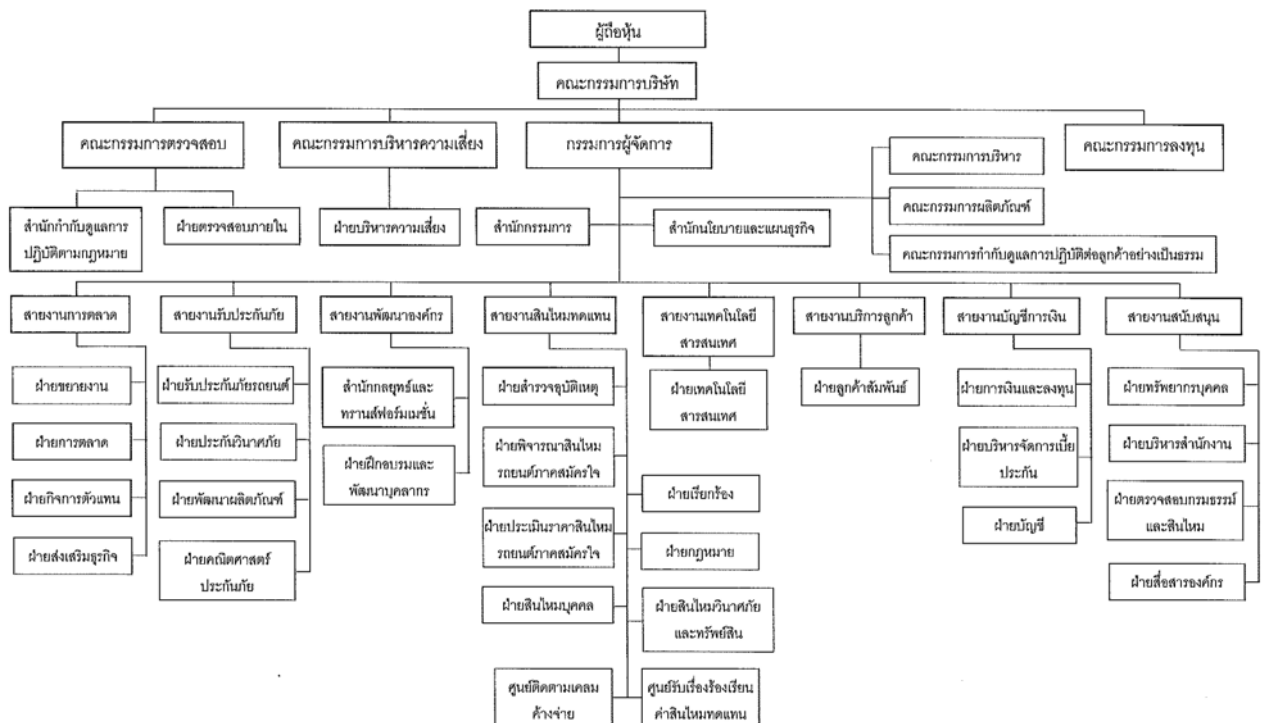 ผู้ถือหุ้น
คณะกรรมการบริษัท
คณะกรรมการตรวจสอบ
คณะกรรมการบริหารความเสี่ยง
กรรมการผู้จัดการ
คณะกรรมการลงทุน
คณะกรรมการบริหาร
คณะกรรมการผลิตภัณฑ์
คณะกรรมการกำกับดูแลการปฏิบัติต่อลูกค้าอย่างเป็นธรรม
สำนักกำกับดูแลการ
ปฏิบัติตามกฎหมาย
ฝ่ายตรวจสอบภายใน
ฝ่ายบริหารความเสี่ยง
สำนักกรรมการ
สำนักนโยบายและแผนธุรกิจ
สายงานการตลาด
ฝ่ายขยายงาน
ฝ่ายการตลาด
ฝ่ายกิจการตัวแทน
ฝ่ายส่งเสริมธุรกิจ
สายงานรับประกันภัย
ฝ่ายรับประกันภัยรถยนต์
ฝ่ายประกันวินาศภัย
ฝ่ายพัฒนาผลิตภัณฑ์
ฝ่ายคณิตศาสตร์
ประกันภัย
สายงานพัฒนาองค์กร
สำนักกลยุทธ์และ
ทรานส์ฟอร์มเมชั่น
ฝ่ายฝึกอบรมและ
พัฒนาบุคลากร
สายงานสินไหมทดแทน
ฝ่ายสำรวจอุบัติเหตุ
ฝ่ายพิจารณาสินไหม
รถยนต์ภาคสมัครใจ
ฝ่ายประเมินราคาสินไหม
รถยนต์ภาคสมัครใจ
ฝ่ายสินไหมบุคคล
ศูนย์ติดตามเคลม
ค้างจ่าย
ฝ่ายเรียกร้อง
ฝ่ายกฎหมาย
ฝ่ายสินไหมวินาศภัย
และทรัพย์สิน
ศูนย์รับเรื่องร้องเรียน
ค่าสินไหมทดแทน
สายงานเทคโนโลยี
สารสนเทศ
ฝ่ายเทคโนโลยี
สารสนเทศ
สายงานบริการลูกค้า
ฝ่ายลูกค้าสัมพันธ์
สายงานบัญชีการเงิน
ฝ่ายการเงินและลงทุน
ฝ่ายบริหารจัดการเบี้ย
ประกัน
ฝ่ายบัญชี
สายงานสนับสนุน
ฝ่ายทรัพยากรบุคคล
ฝ่ายบริหารสำนักงาน
ฝ่ายตรวจสอบกรมธรรม์
และสินไหม
ฝ่ายสื่อสารองค์กร